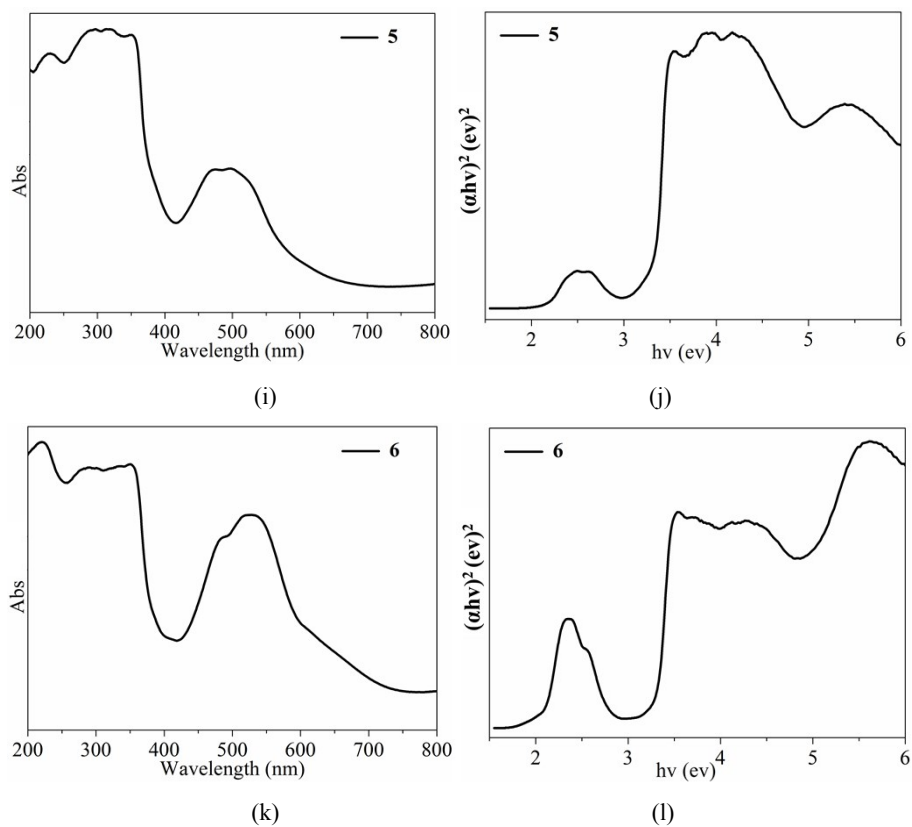 5
Abs
200 300 400 500 600 700 800
Wavelength (nm)
(i)
5
(αhν)² (ev)²
2 3 4 5 6
hν (ev)
(j)
6
Abs
200 300 400 500 600 700 800
Wavelength (nm)
(k)
6
(αhν)² (ev)²
2 3 4 5 6
hν (ev)
(l)